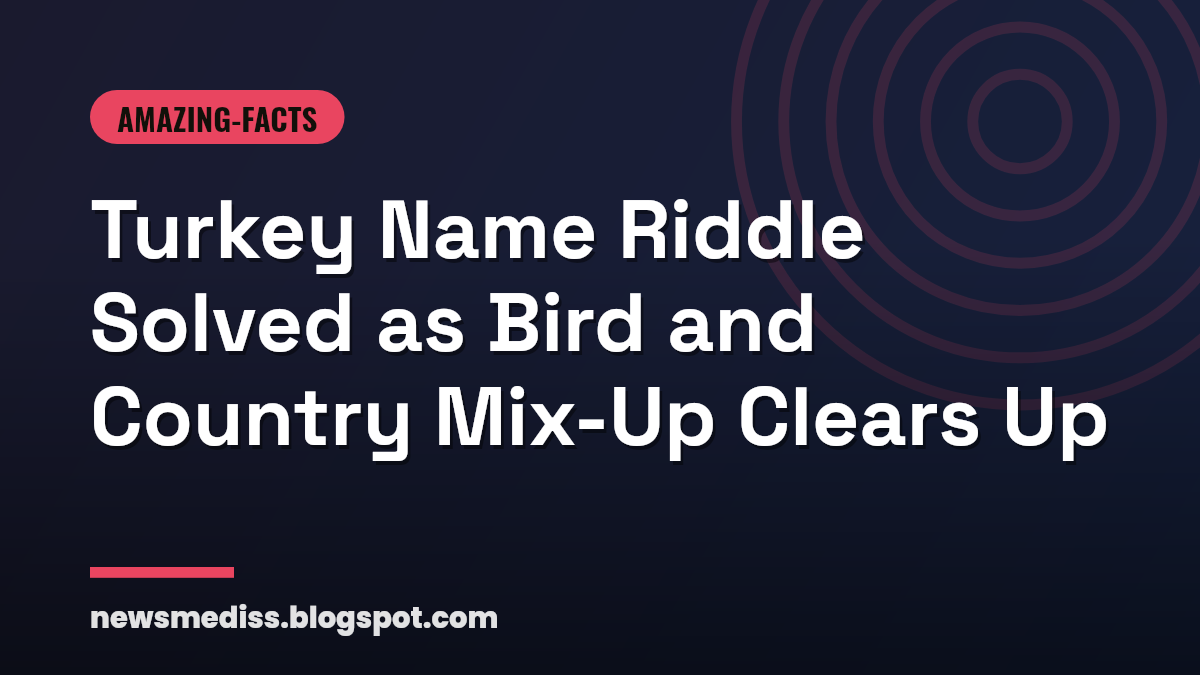 AMAZING-FACTS
Turkey Name Riddle
Solved as Bird and
Country Mix-Up Clears Up
newsmediss.blogspot.com